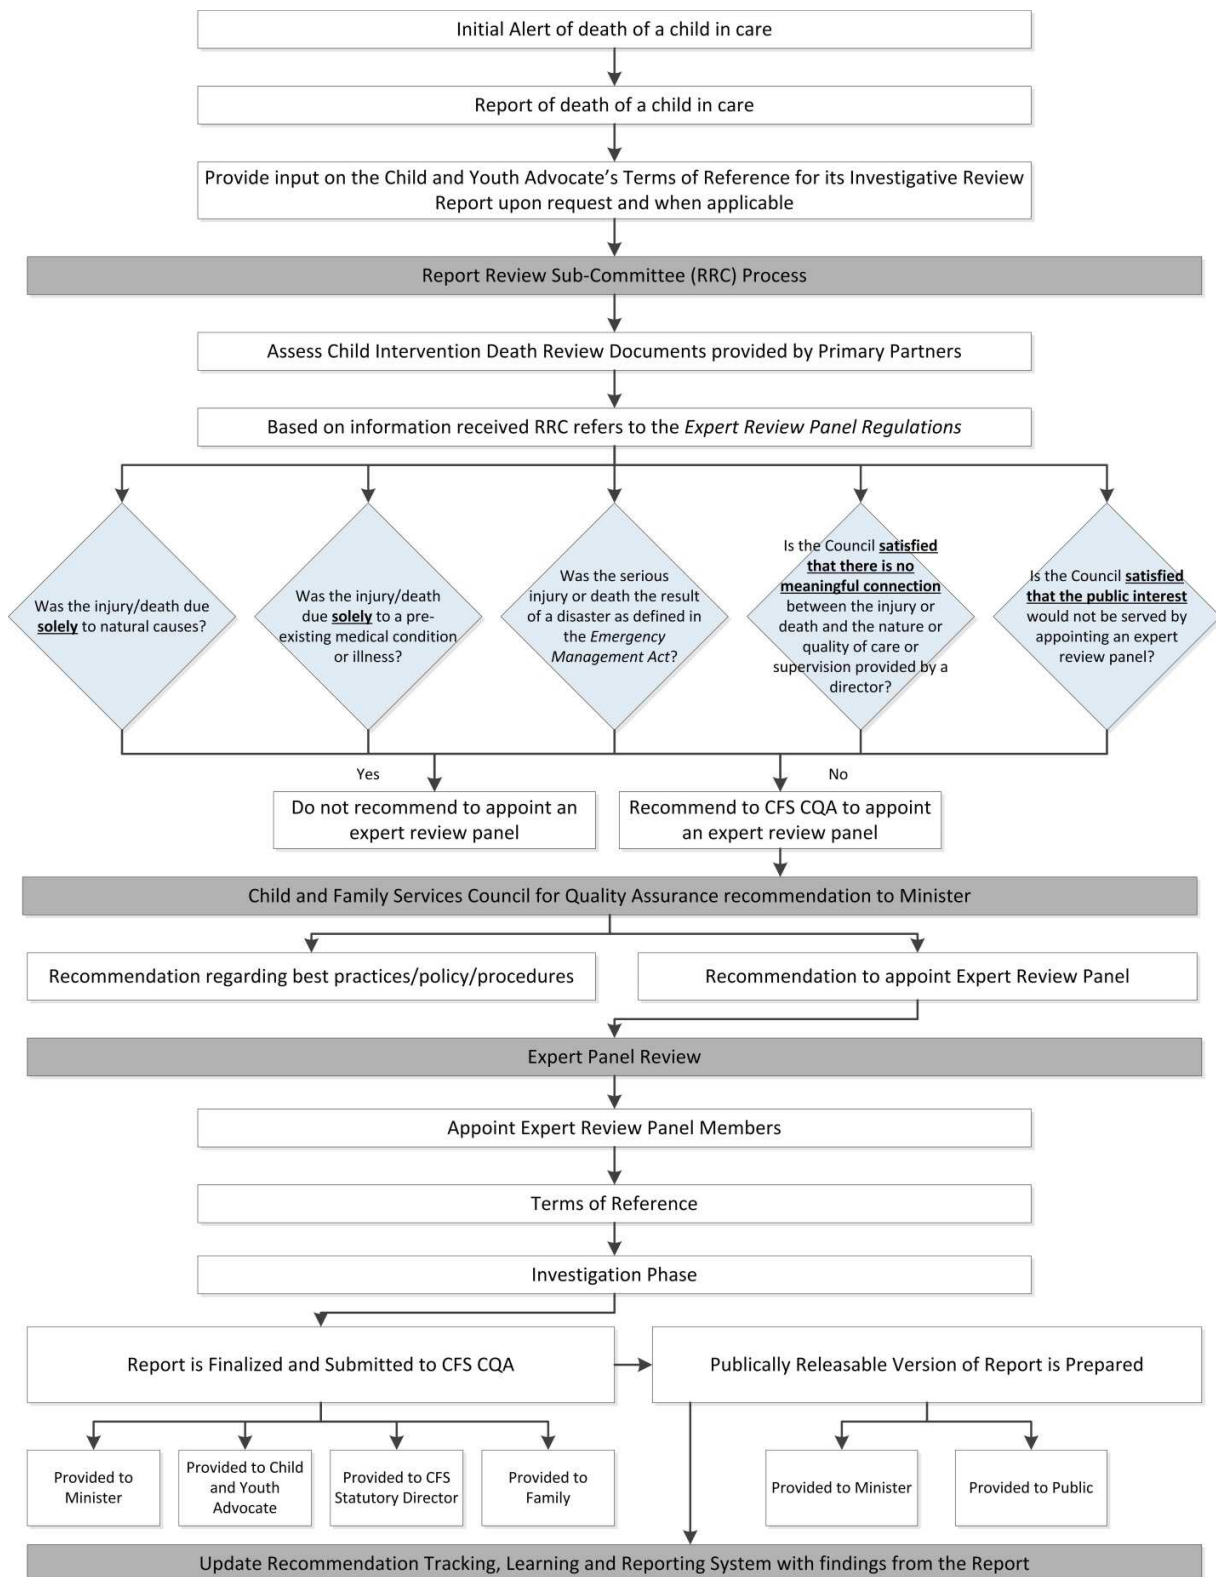 Initial Alert of death of a child in care
Report of death of a child in care
Provide input on the Child and Youth Advocate's Terms of Reference for its Investigative Review
Report upon request and when applicable
Report Review Sub-Committee (RRC) Process
Assess Child Intervention Death Review Documents provided by Primary Partners
Based on information received RRC refers to the Expert Review Panel Regulations
Was the injury/death due
solely to natural causes?
Was the injury/death
due solely to a pre-
existing medical condition
or illness?
Was the serious
injury or death the result
of a disaster as defined in
the Emergency
Management Act?
Is the Council satisfied
that there is no
meaningful connection
between the injury or
death and the nature or
quality of care or
supervision provided by a
director?
Is the Council satisfied
that the public interest
would not be served by
appointing an expert
review panel?
Yes
No
Do not recommend to appoint an
expert review panel
Recommend to CFS CQA to appoint
an expert review panel
Child and Family Services Council for Quality Assurance recommendation to Minister
Recommendation regarding best practices/policy/procedures
Recommendation to appoint Expert Review Panel
Expert Panel Review
Appoint Expert Review Panel Members
Terms of Reference
Investigation Phase
Report is Finalized and Submitted to CFS CQA
Publically Releasable Version of Report is Prepared
Provided to
Minister
Provided to Child
and Youth
Advocate
Provided to CFS
Statutory Director
Provided to
Family
Provided to Minister
Provided to Public
Update Recommendation Tracking, Learning and Reporting System with findings from the Report